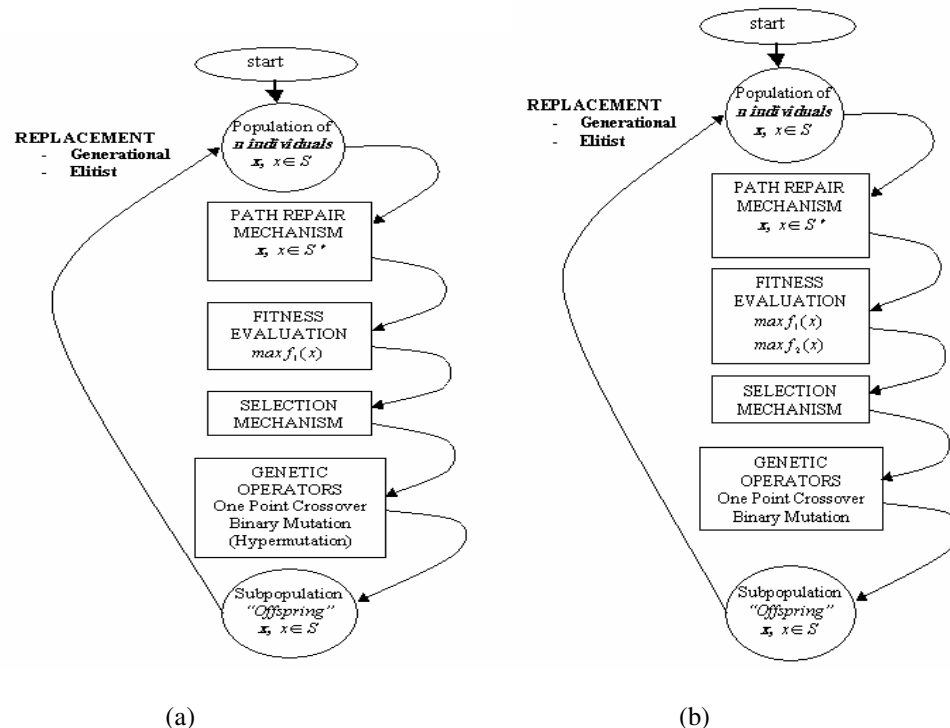 start
Population of
n individuals
x, x∈S
REPLACEMENT
- Generational
- Elitist
PATH REPAIR
MECHANISM
x, x∈S'
FITNESS
EVALUATION
max f₁(x)
SELECTION
MECHANISM
GENETIC
OPERATORS
One Point Crossover
Binary Mutation
(Hypermutation)
Subpopulation
“Offspring”
x, x∈S
(a)
start
Population of
n individuals
x, x∈S
REPLACEMENT
- Generational
- Elitist
PATH REPAIR
MECHANISM
x, x∈S'
FITNESS
EVALUATION
max f₁(x)
max f₂(x)
SELECTION
MECHANISM
GENETIC
OPERATORS
One Point Crossover
Binary Mutation
Subpopulation
“Offspring”
x, x∈S
(b)